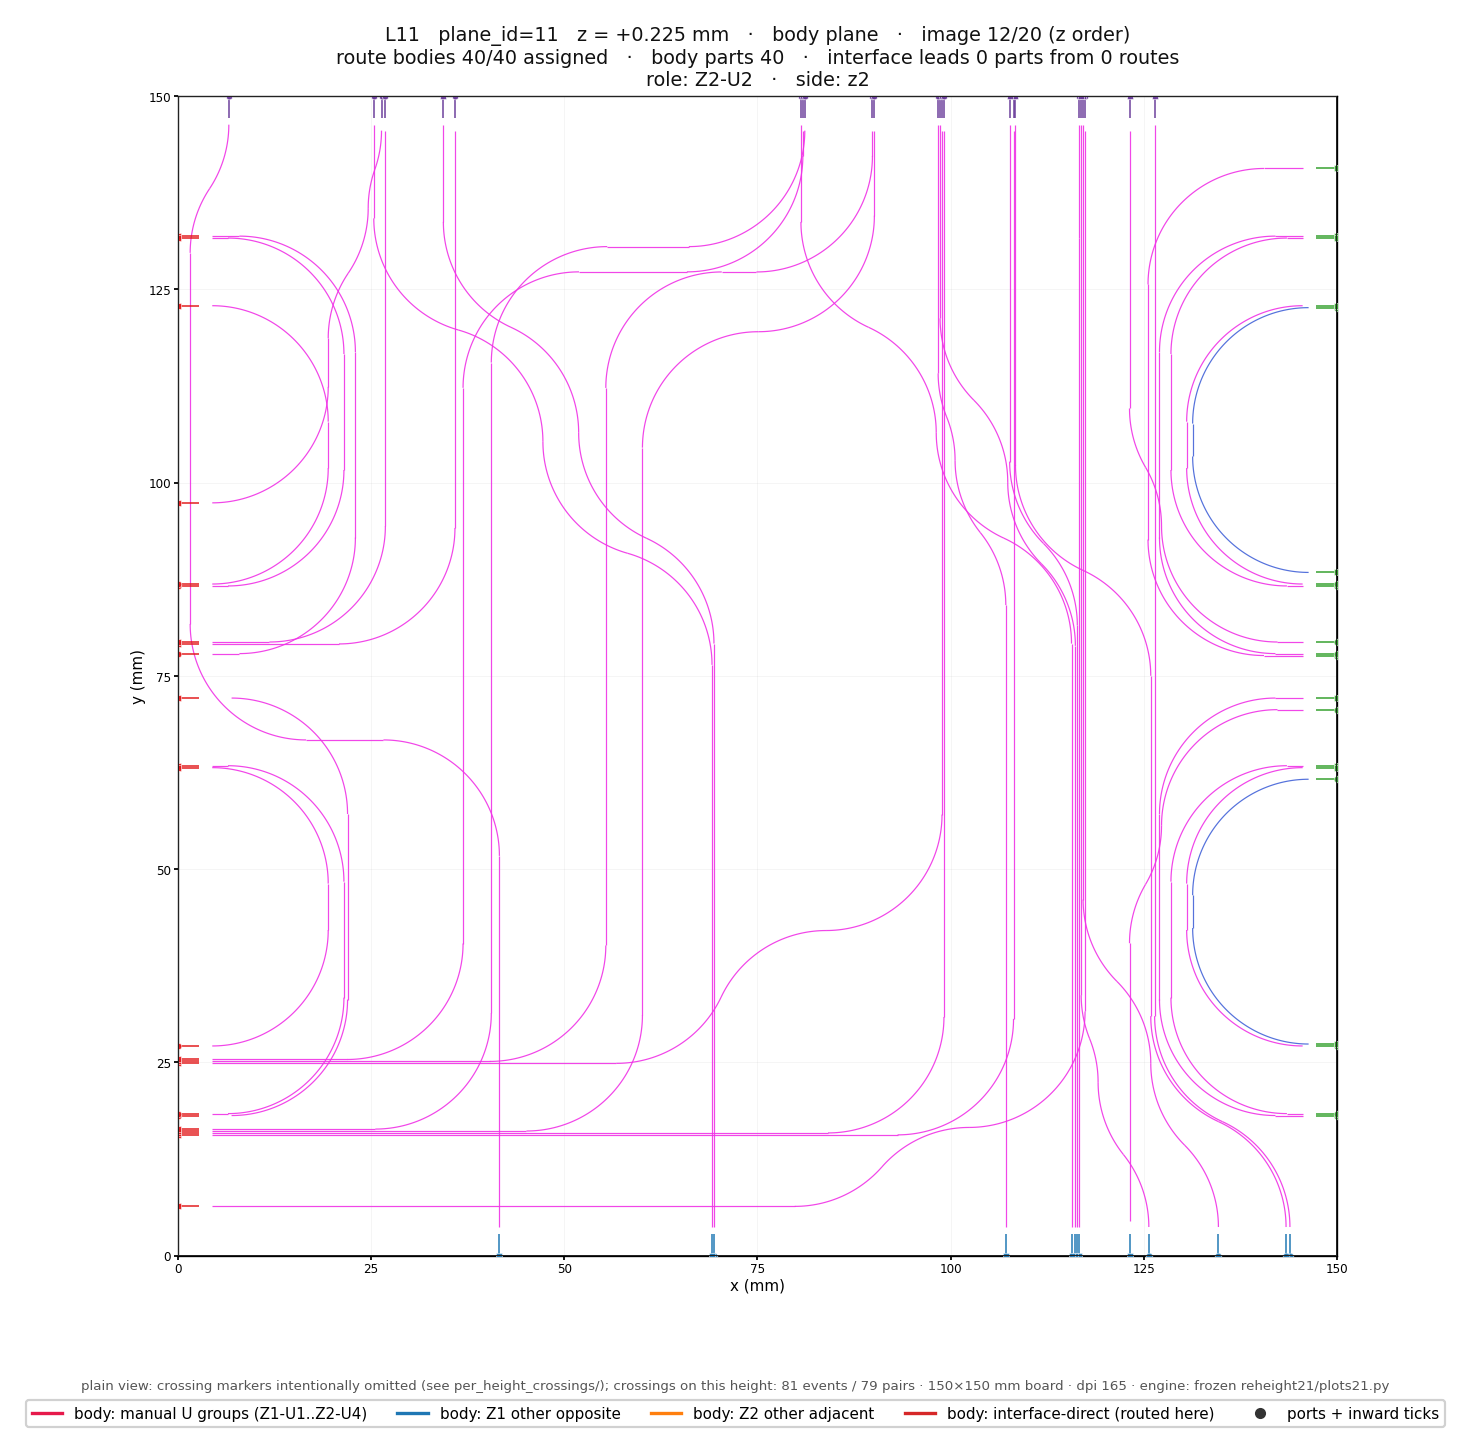 L11   plane_id=11   z = +0.225 mm   ·   body plane   ·   image 12/20 (z order)
route bodies 40/40 assigned   ·   body parts 40   ·   interface leads 0 parts from 0 routes
role: Z2-U2   ·   side: z2
150
125
100
75
50
25
0
y (mm)
0 25 50 75 100 125 150
x (mm)
plain view: crossing markers intentionally omitted (see per_height_crossings/); crossings on this height: 81 events / 79 pairs · 150×150 mm board · dpi 165 · engine: frozen reheight21/plots21.py
body: manual U groups (Z1-U1..Z2-U4) body: Z1 other opposite body: Z2 other adjacent body: interface-direct (routed here) ports + inward ticks